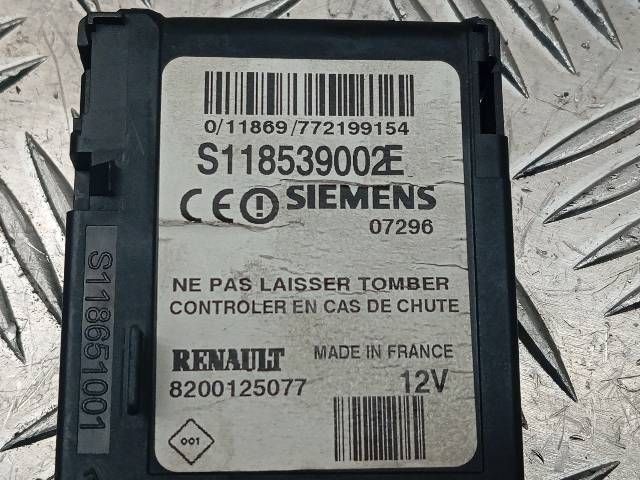 0/11869/772199154
S118539002E
CE
SIEMENS
07296
NE PAS LAISSER TOMBER
CONTROLER EN CAS DE CHUTE
RENAULT
MADE IN FRANCE
8200125077
12V
001
S118651001